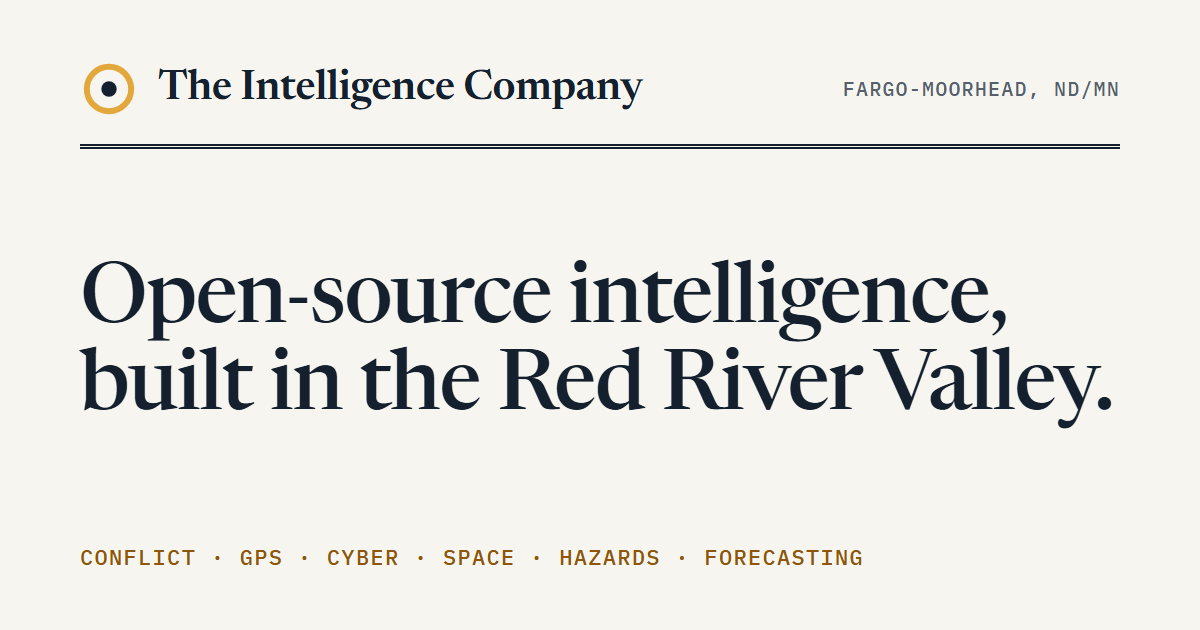 The Intelligence Company
FARGO-MOORHEAD, ND/MN
Open-source intelligence,
built in the Red River Valley.
CONFLICT · GPS · CYBER · SPACE · HAZARDS · FORECASTING